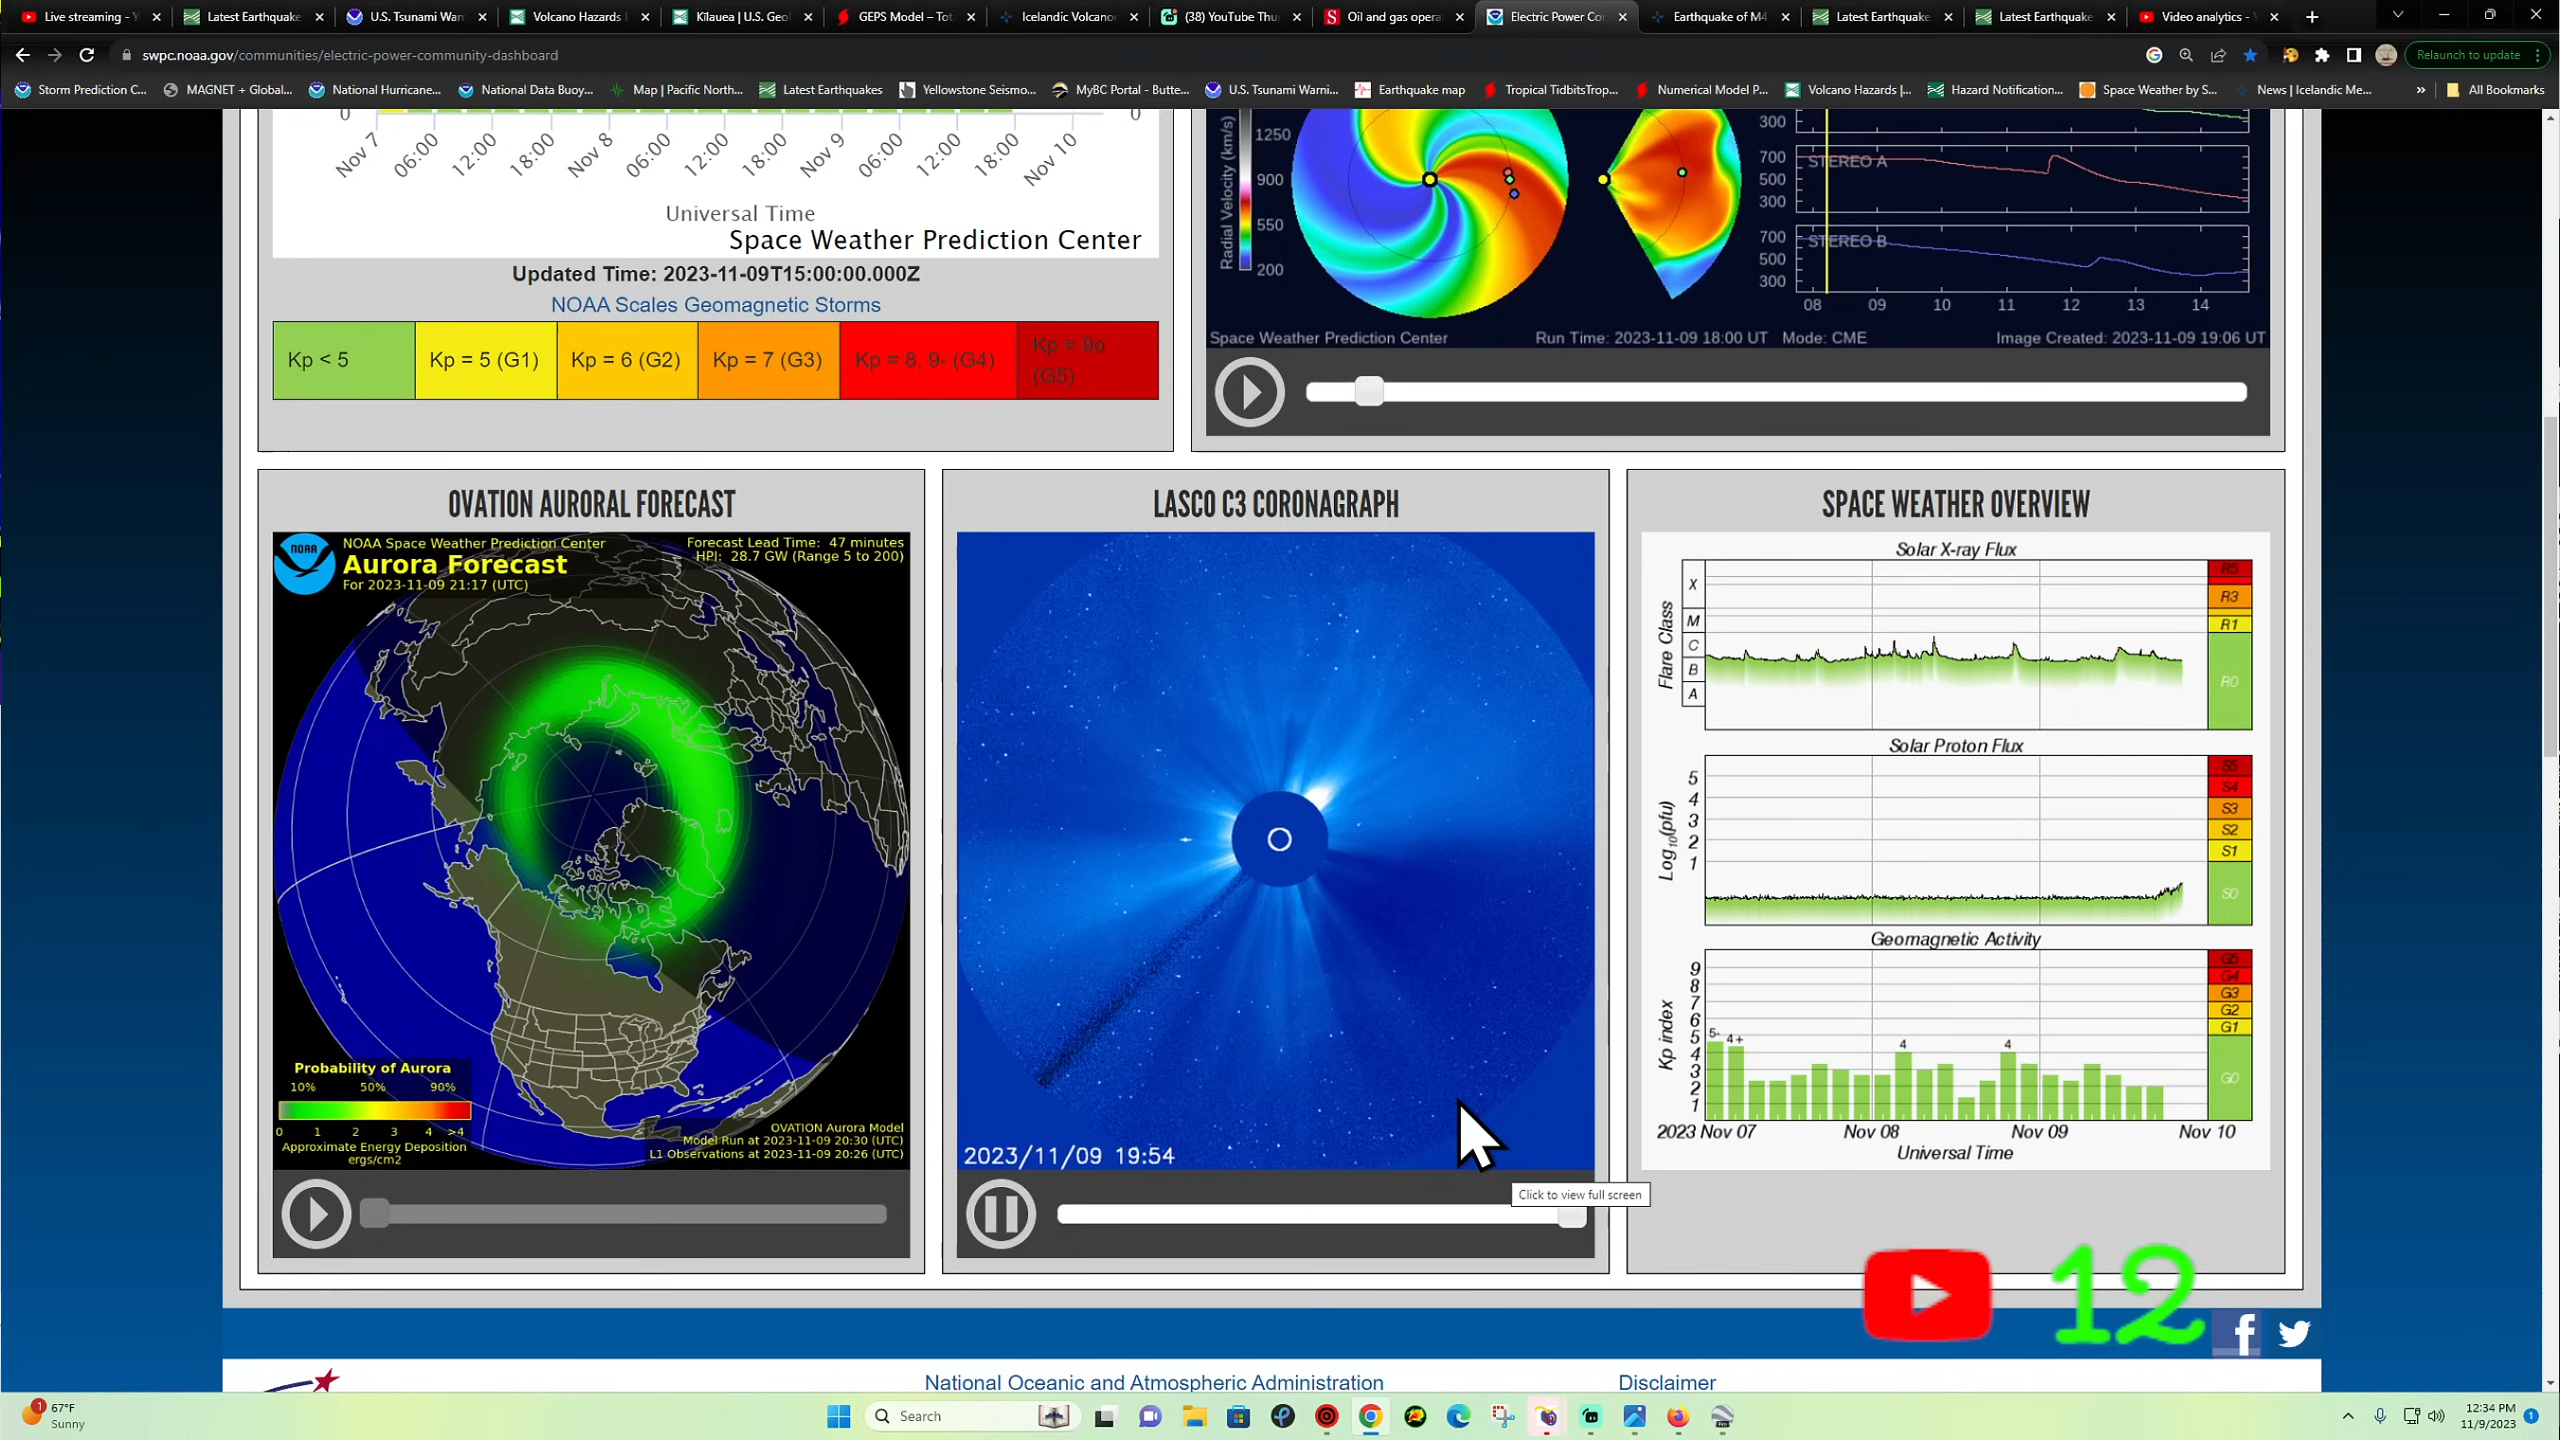 Live streaming - Y
Latest Earthquake
U.S. Tsunami War
Volcano Hazards
Kīlauea | U.S. Geol
GEPS Model – Tot
Icelandic Volcano
(38) YouTube Thu
Oil and gas opera
Electric Power Co
Earthquake of M4
Latest Earthquake
Latest Earthquake
Video analytics -
swpc.noaa.gov/communities/electric-power-community-dashboard
Relaunch to update
Storm Prediction C...
MAGNET + Global...
National Hurricane...
National Data Buoy...
Map | Pacific North...
Latest Earthquakes
Yellowstone Seismo...
MyBC Portal - Butte...
U.S. Tsunami Warni...
Earthquake map
Tropical TidbitsTrop...
Numerical Model P...
Volcano Hazards |...
Hazard Notification...
Space Weather by S...
News | Icelandic Me...
»
All Bookmarks
0 0
Nov 7 06:00 12:00 18:00 Nov 8 06:00 12:00 18:00 Nov 9 06:00 12:00 18:00 Nov 10
Universal Time
Space Weather Prediction Center
Updated Time: 2023-11-09T15:00:00.000Z
NOAA Scales Geomagnetic Storms
Kp < 5
Kp = 5 (G1)
Kp = 6 (G2)
Kp = 7 (G3)
Kp = 8, 9- (G4)
Kp = 9o
(G5)
Radial Velocity (km/s)
1250
900
550
200
300
STEREO A
700
500
300
STEREO B
700
500
300
08 09 10 11 12 13 14
Space Weather Prediction Center Run Time: 2023-11-09 18:00 UT Mode: CME Image Created: 2023-11-09 19:06 UT
OVATION AURORAL FORECAST
NOAA
NOAA Space Weather Prediction Center
Aurora Forecast
For 2023-11-09 21:17 (UTC)
Forecast Lead Time: 47 minutes
HPI: 28.7 GW (Range 5 to 200)
Probability of Aurora
10% 50% 90%
0 1 2 3 4 >4
Approximate Energy Deposition
ergs/cm2
OVATION Aurora Model
Model Run at 2023-11-09 20:30 (UTC)
L1 Observations at 2023-11-09 20:26 (UTC)
LASCO C3 CORONAGRAPH
2023/11/09 19:54
Click to view full screen
SPACE WEATHER OVERVIEW
Solar X-ray Flux
Flare Class
X
M
C
B
A
R5
R3
R1
R0
Solar Proton Flux
Log10(pfu)
5
4
3
2
1
S5
S4
S3
S2
S1
S0
Geomagnetic Activity
Kp index
9
8
7
6
5
4
3
2
1
5- 4+ 4 4
G5
G4
G3
G2
G1
G0
2023 Nov 07 Nov 08 Nov 09 Nov 10
Universal Time
12
National Oceanic and Atmospheric Administration
Disclaimer
1
67°F
Sunny
Search
12:34 PM
11/9/2023
1